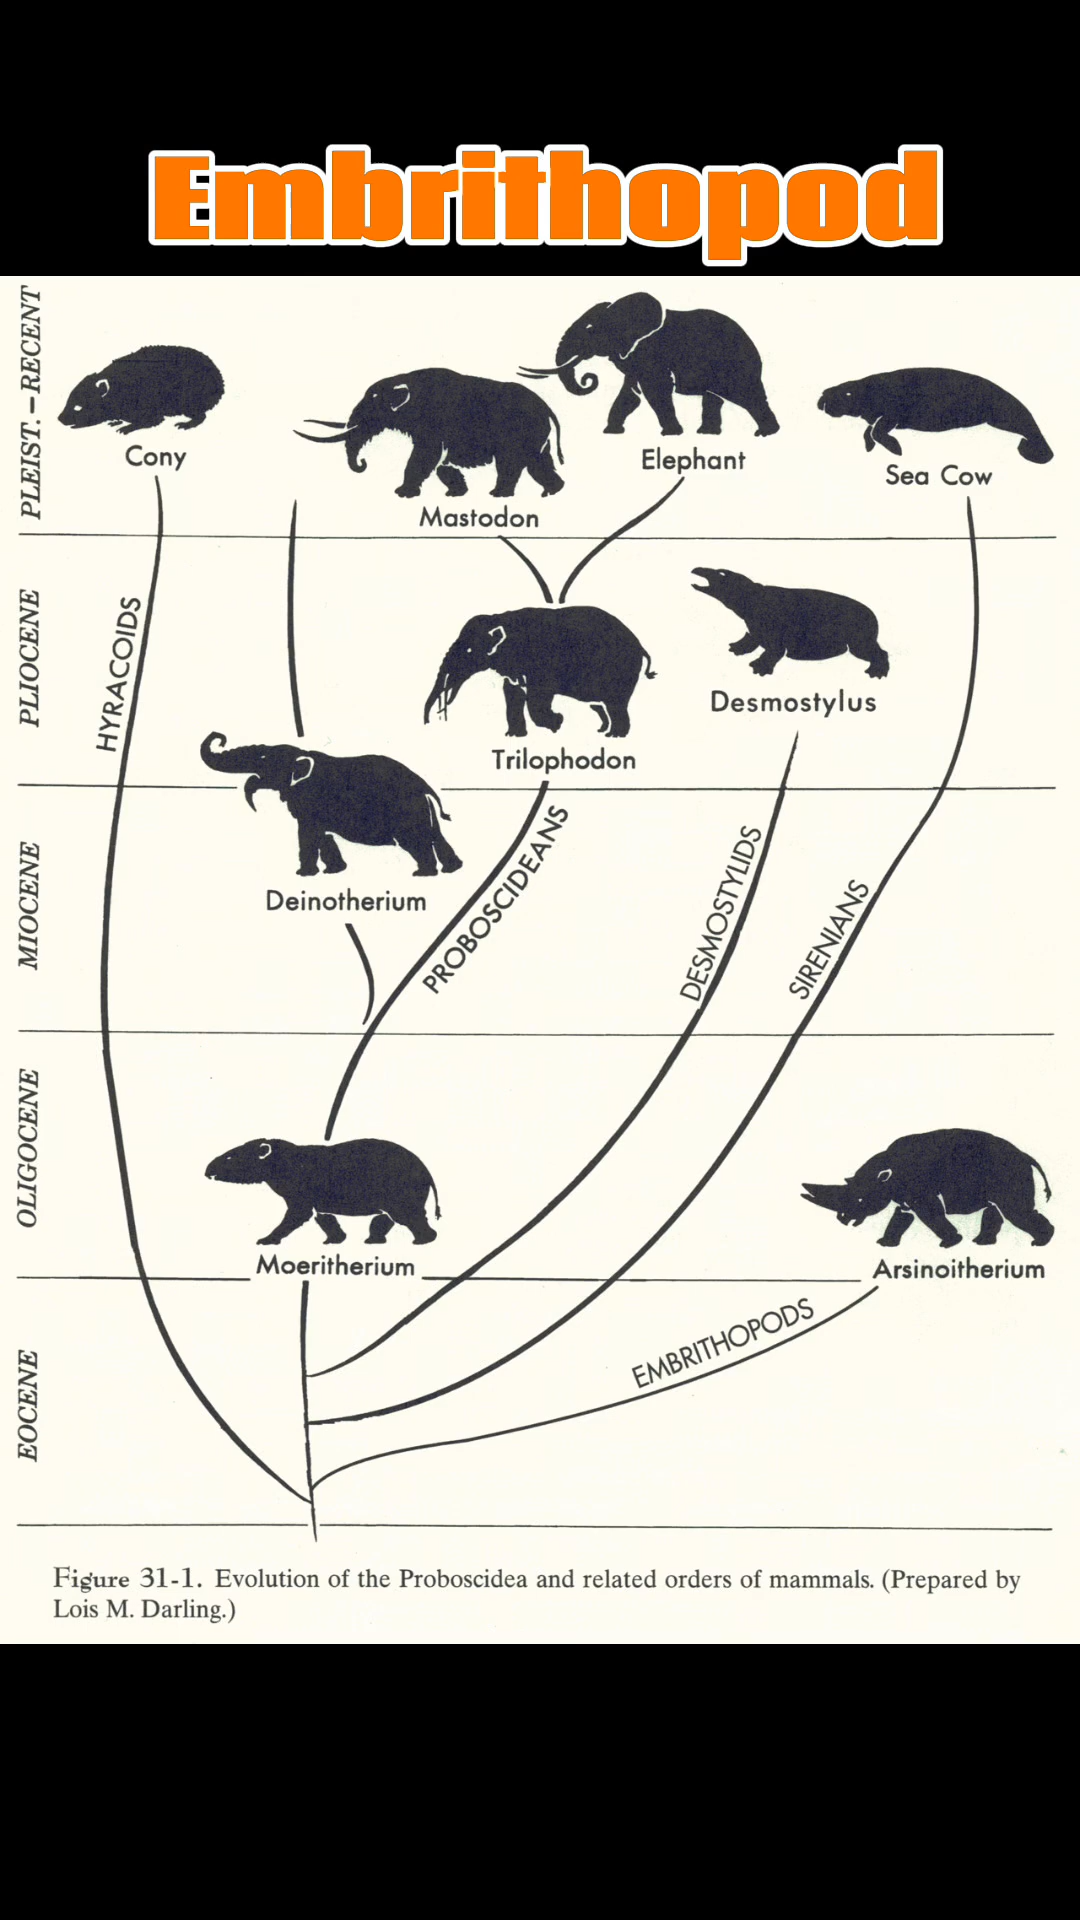 Embrithopod
PLEIST. – RECENT
Cony
Mastodon
Elephant
Sea Cow
PLIOCENE
HYRACOIDS
Trilophodon
Desmostylus
MIOCENE
Deinotherium
PROBOSCIDEANS
DESMOSTYLIDS
SIRENIANS
OLIGOCENE
Moeritherium
Arsinoitherium
EOCENE
EMBRITHOPODS
Figure 31-1. Evolution of the Proboscidea and related orders of mammals. (Prepared by
Lois M. Darling.)